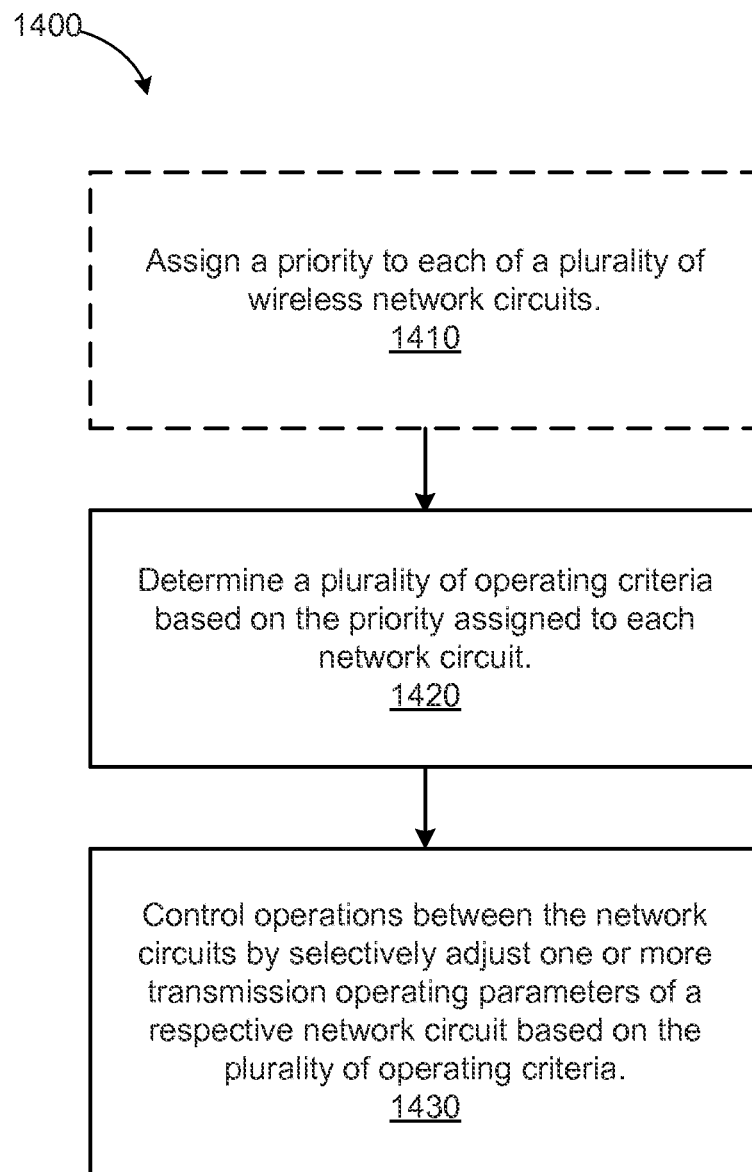 1400
Assign a priority to each of a plurality of
wireless network circuits.
1410
Determine a plurality of operating criteria
based on the priority assigned to each
network circuit.
1420
Control operations between the network
circuits by selectively adjust one or more
transmission operating parameters of a
respective network circuit based on the
plurality of operating criteria.
1430